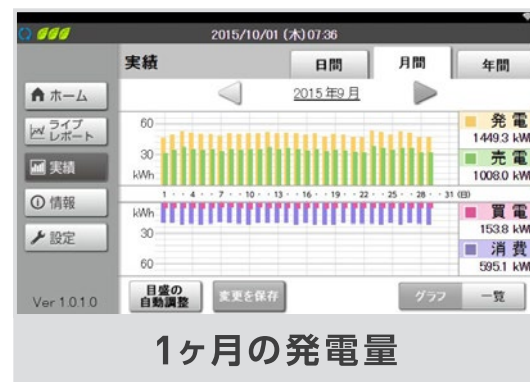 2015/10/01 (木) 07:36
実績
日間
月間
年間
ホーム
ライブ
レポート
実績
情報
設定
Ver 1.0.1.0
2015年9月
60
30
kWh
1・・4・・7・・10・・13・・16・・19・・22・・25・・28・・31 (日)
kWh
30
60
発電
1449.3 kW
売電
1008.0 kW
買電
153.8 kW
消費
595.1 kW
目盛の
自動調整
変更を保存
グラフ
一覧
1ヶ月の発電量